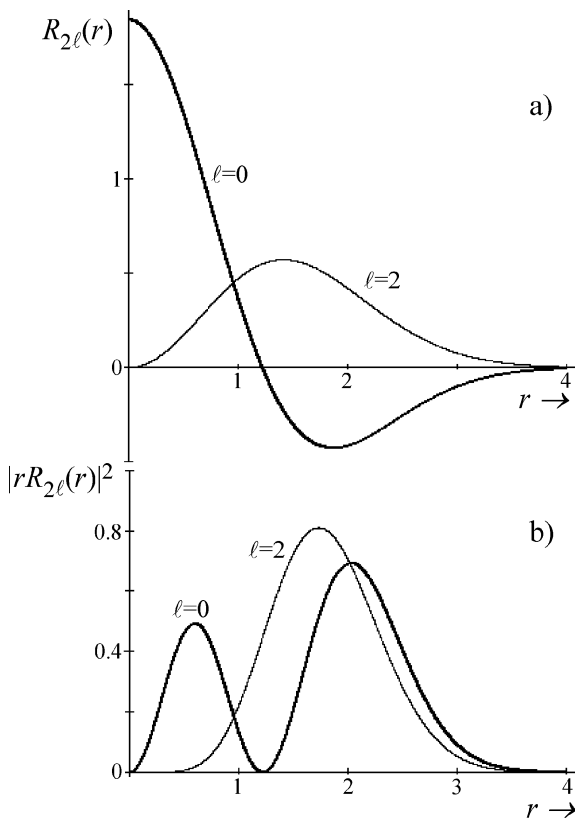 R₂ℓ(r)
a)
ℓ=0
1
ℓ=2
0
1
2
4
r →
|rR₂ℓ(r)|²
b)
0.8
ℓ=2
ℓ=0
0.4
0
1
2
3
4
r →